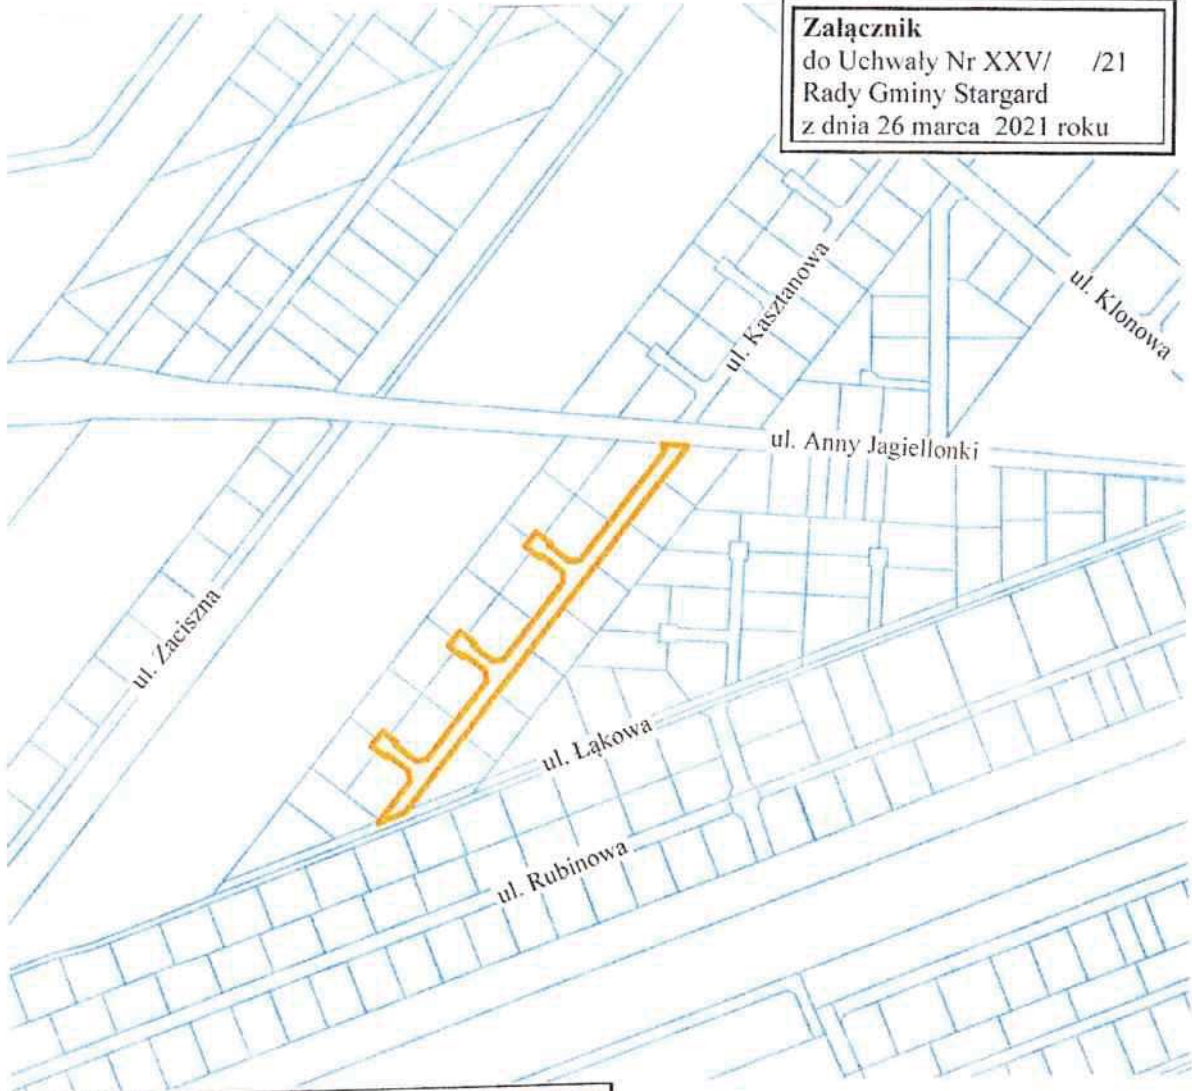 Załącznik
do Uchwały Nr XXV/ /21
Rady Gminy Stargard
z dnia 26 marca 2021 roku
ul. Kasztanowa
ul. Klonowa
ul. Anny Jagiellonki
ul. Zaciszna
ul. Łąkowa
ul. Rubinowa